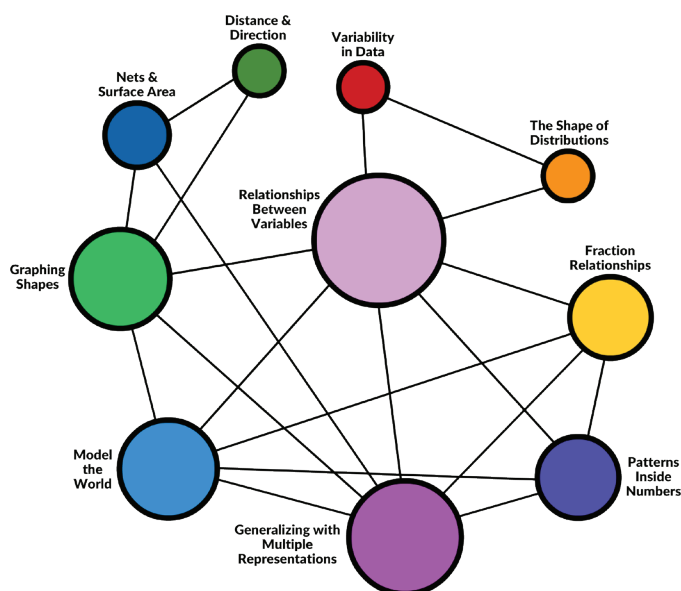 Distance &
Direction
Variability
in Data
Nets &
Surface Area
The Shape of
Distributions
Relationships
Between
Variables
Fraction
Relationships
Graphing
Shapes
Model
the
World
Patterns
Inside
Numbers
Generalizing with
Multiple
Representations